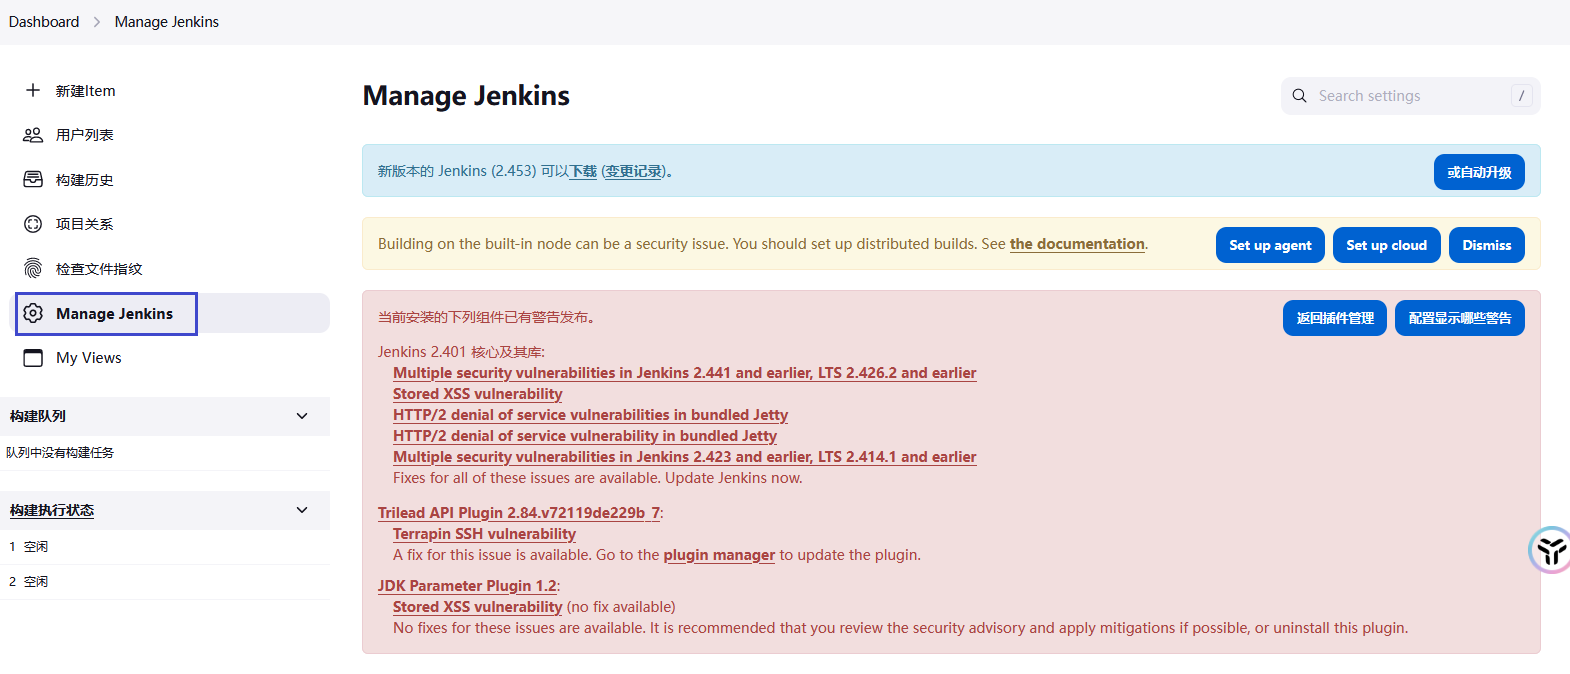 Dashboard > Manage Jenkins
新建Item
用户列表
构建历史
项目关系
检查文件指纹
Manage Jenkins
My Views
构建队列
队列中没有构建任务
构建执行状态
1 空闲
2 空闲
Manage Jenkins
Search settings /
新版本的 Jenkins (2.453) 可以下载 (变更记录)。
或自动升级
Building on the built-in node can be a security issue. You should set up distributed builds. See the documentation.
Set up agent Set up cloud Dismiss
当前安装的下列组件已有警告发布。
返回插件管理 配置显示哪些警告
Jenkins 2.401 核心及其库:
Multiple security vulnerabilities in Jenkins 2.441 and earlier, LTS 2.426.2 and earlier
Stored XSS vulnerability
HTTP/2 denial of service vulnerabilities in bundled Jetty
HTTP/2 denial of service vulnerability in bundled Jetty
Multiple security vulnerabilities in Jenkins 2.423 and earlier, LTS 2.414.1 and earlier
Fixes for all of these issues are available. Update Jenkins now.
Trilead API Plugin 2.84.v72119de229b_7:
Terrapin SSH vulnerability
A fix for this issue is available. Go to the plugin manager to update the plugin.
JDK Parameter Plugin 1.2:
Stored XSS vulnerability (no fix available)
No fixes for these issues are available. It is recommended that you review the security advisory and apply mitigations if possible, or uninstall this plugin.